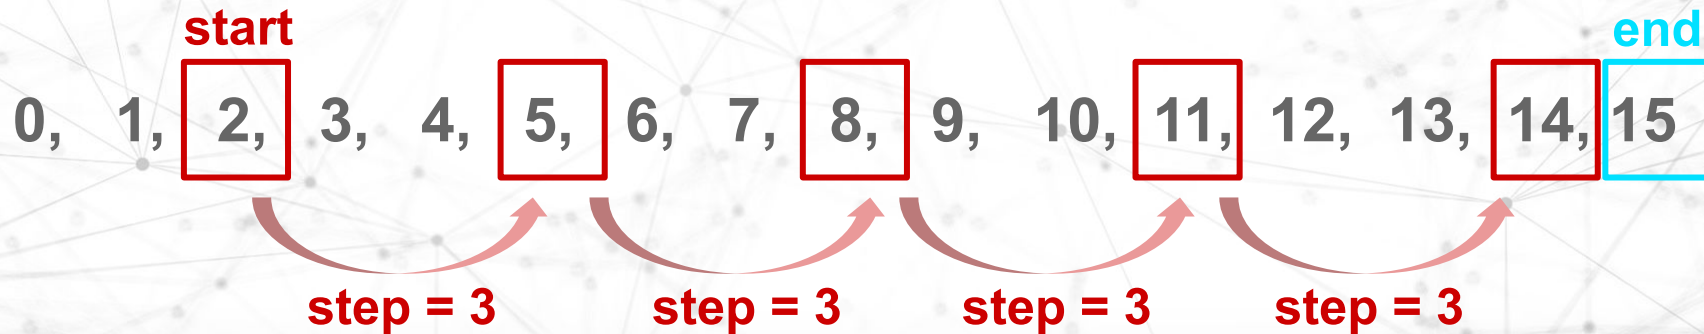 start end
0, 1, 2, 3, 4, 5, 6, 7, 8, 9, 10, 11, 12, 13, 14, 15
step = 3 step = 3 step = 3 step = 3